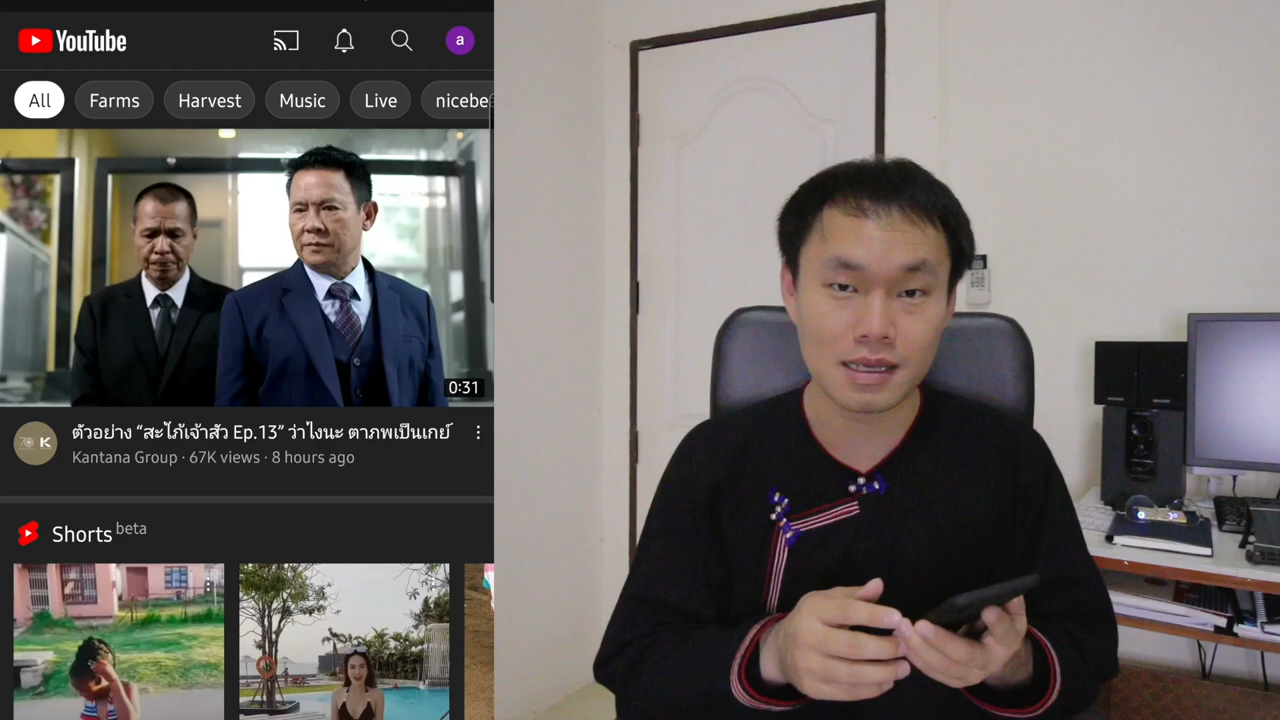 YouTube
a
All
Farms
Harvest
Music
Live
nicebe
0:31
ตัวอย่าง “สะใภ้เจ้าสัว Ep.13” ว่าไงนะ ตาภพเป็นเกย์
K
Kantana Group · 67K views · 8 hours ago
Shorts beta